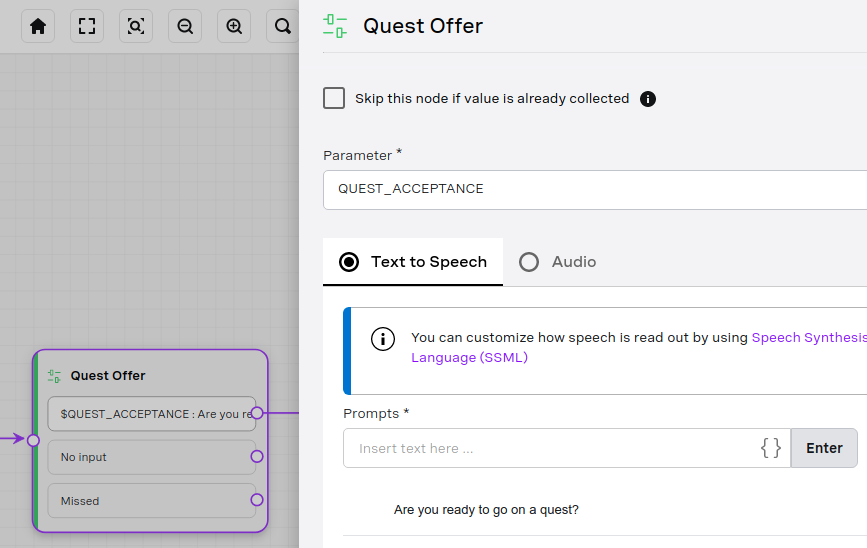 Quest Offer
Skip this node if value is already collected
Parameter *
QUEST_ACCEPTANCE
Text to Speech
Audio
You can customize how speech is read out by using Speech Synthesis
Language (SSML)
Prompts *
Insert text here ...
{ }
Enter
Are you ready to go on a quest?
Quest Offer
$QUEST_ACCEPTANCE : Are you re
No input
Missed